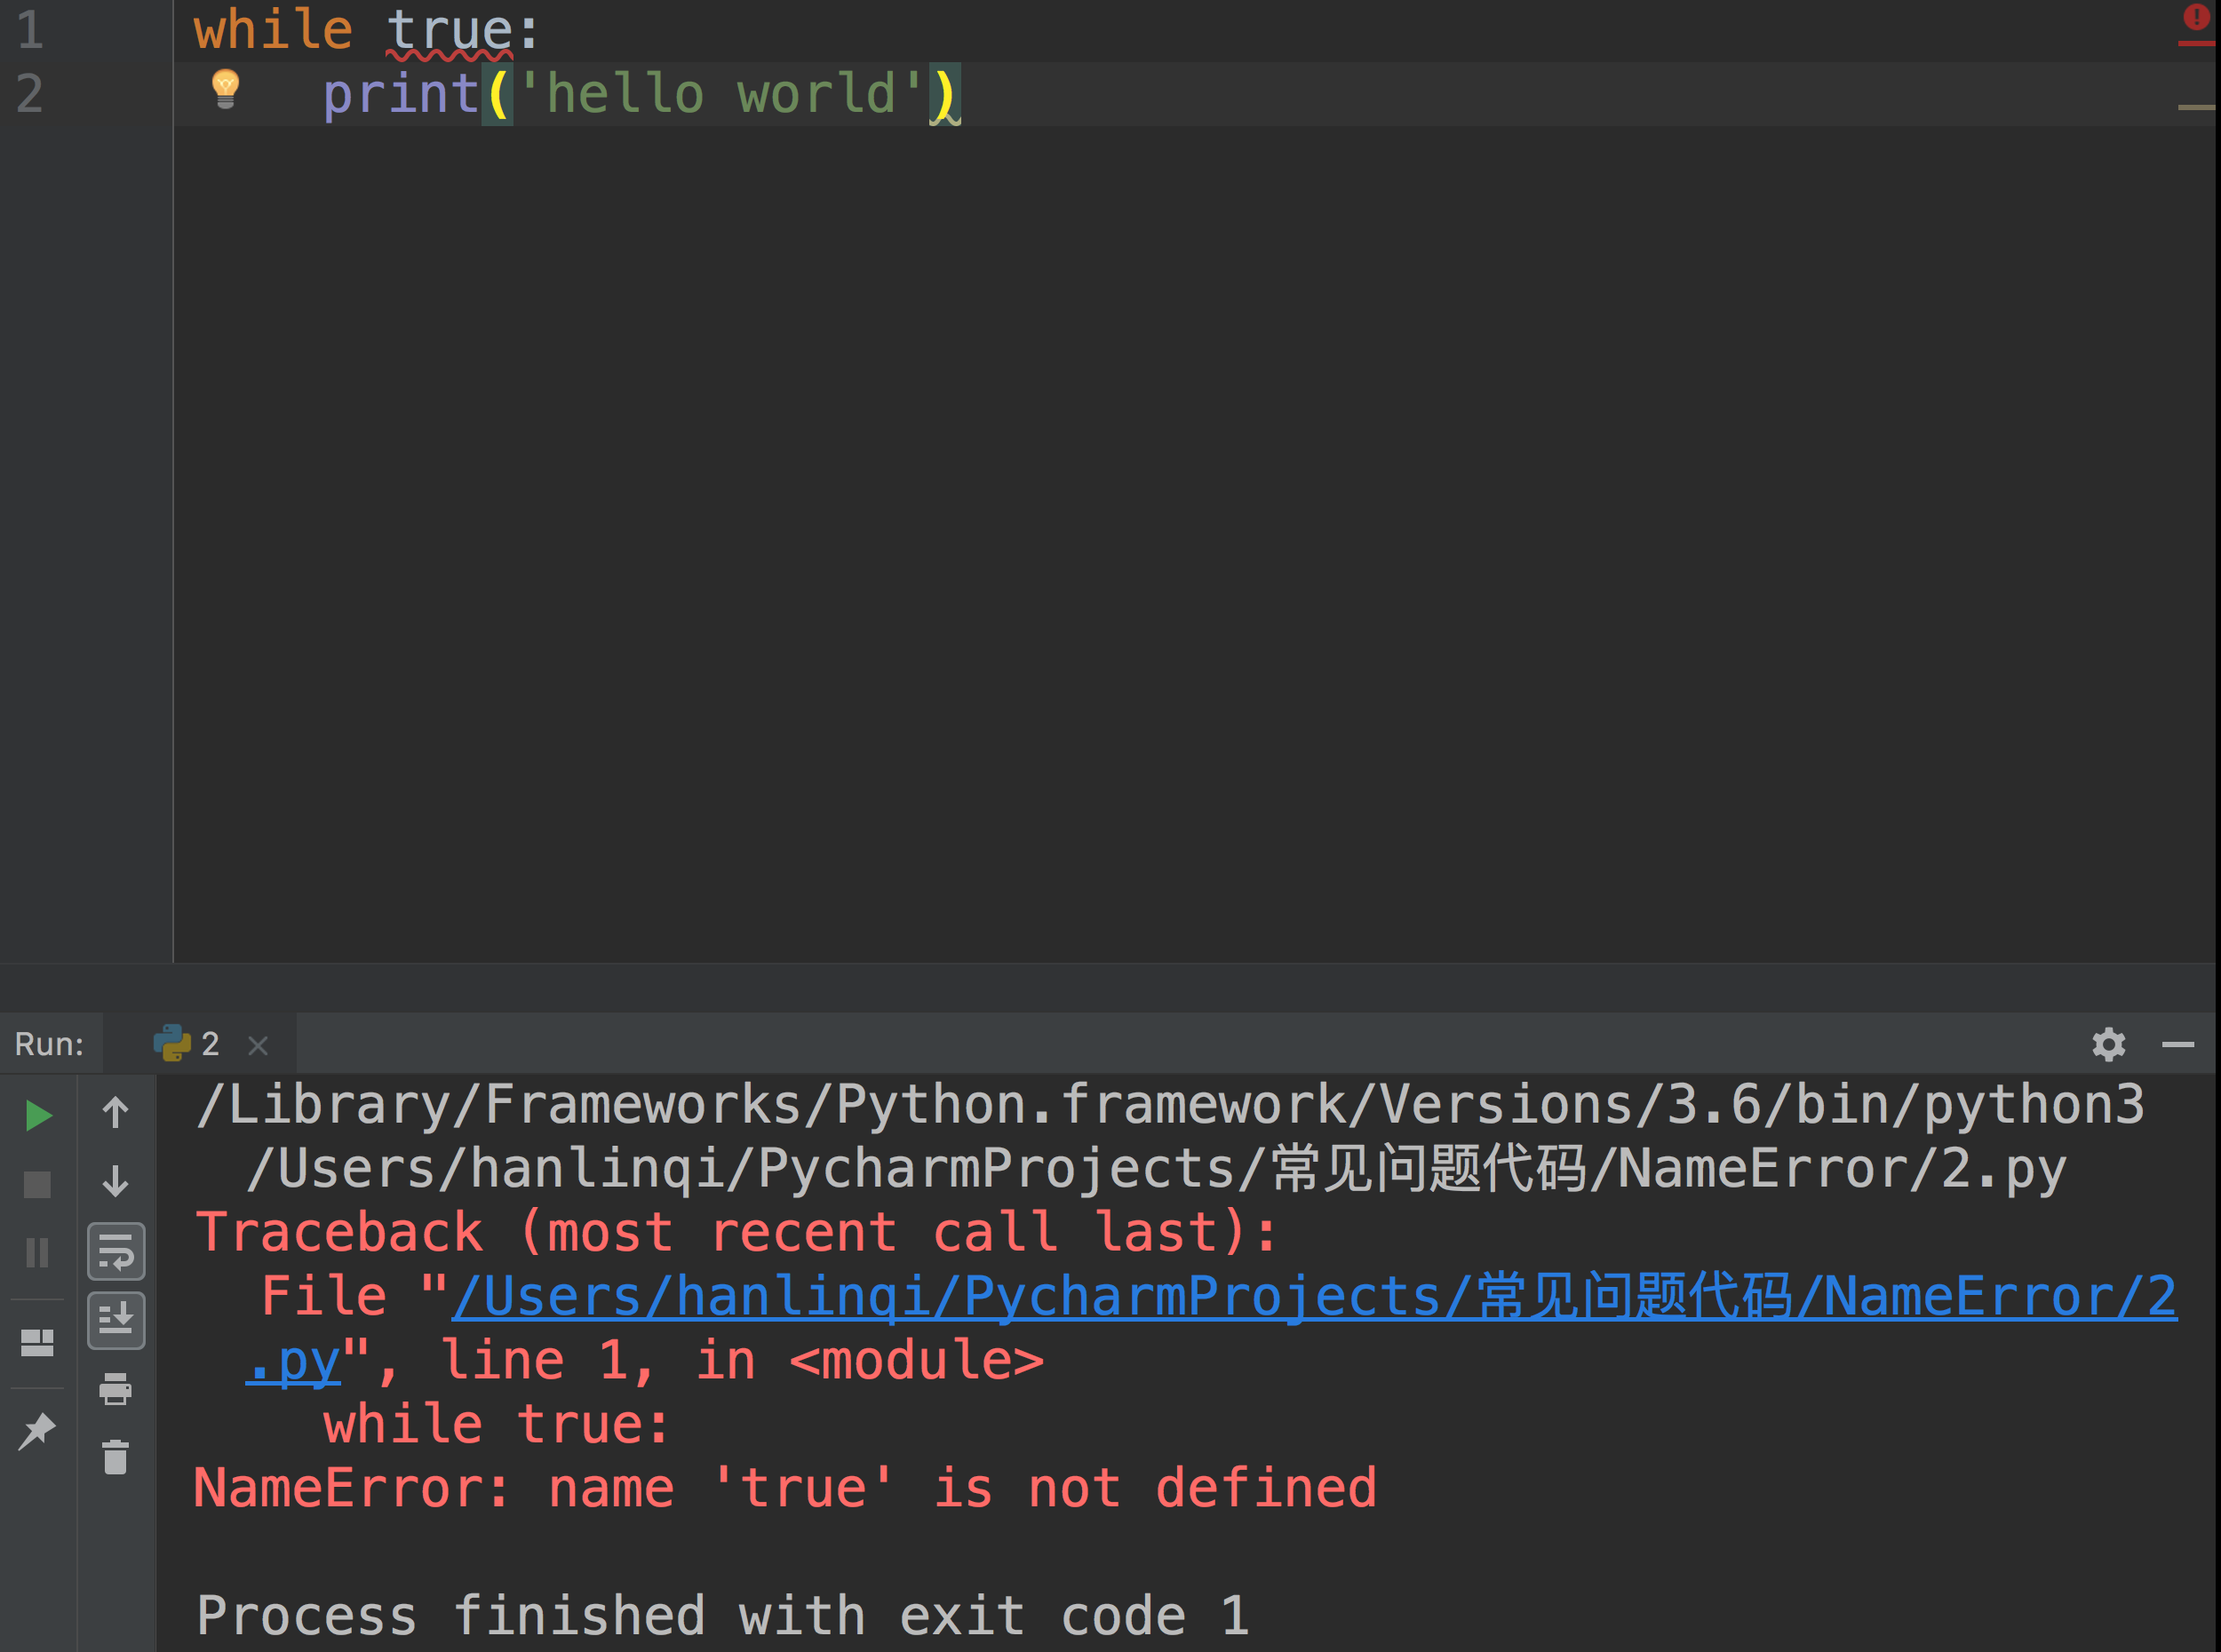 1 while true:
2 print('hello world')
Run: 2
/Library/Frameworks/Python.framework/Versions/3.6/bin/python3
/Users/hanlinqi/PycharmProjects/常见问题代码/NameError/2.py
Traceback (most recent call last):
File "/Users/hanlinqi/PycharmProjects/常见问题代码/NameError/2
.py", line 1, in <module>
while true:
NameError: name 'true' is not defined
Process finished with exit code 1